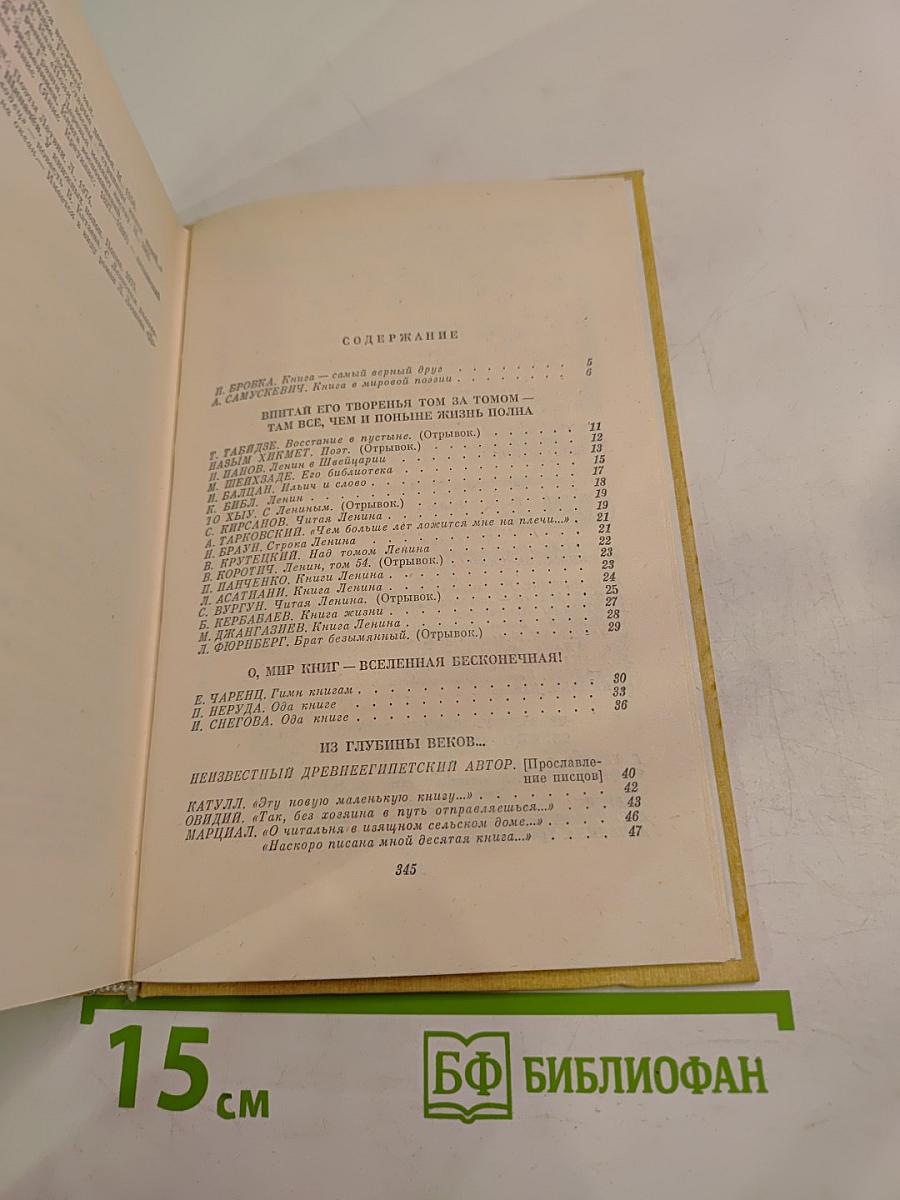 СОДЕРЖАНИЕ
П. БРОВКА. Книга — самый верный друг . . . . . . . . 5
А. САМУСКЕВИЧ. Книга в мировой поэзии . . . . . . . 6
ВПИТАЙ ЕГО ТВОРЕНЬЯ ТОМ ЗА ТОМОМ —
ТАМ ВСЕ, ЧЕМ И ПОНЫНЕ ЖИЗНЬ ПОЛНА
Т. ТАБИДЗЕ. Восстание в пустыне. (Отрывок.) . . . . . . 11
НАЗЫМ ХИКМЕТ. Поэт. (Отрывок.) . . . . . . . . 12
Н. ПАНОВ. Ленин в Швейцарии . . . . . . . . . 13
М. ШЕЙХЗАДЕ. Его библиотека . . . . . . . . . 15
И. БАЛЦАН. Ильич и слово . . . . . . . . . . 17
К. БИБЛ. Ленин . . . . . . . . . . . . . 18
ТО ХЫУ. С Лениным. (Отрывок.) . . . . . . . . . 19
С. КИРСАНОВ. Читая Ленина . . . . . . . . . . 19
А. ТАРКОВСКИЙ. «Чем больше лет ложится мне на плечи...» . 21
Н. БРАУН. Строка Ленина . . . . . . . . . . 21
В. КРУТЕЦКИЙ. Над томом Ленина . . . . . . . . 22
В. КОРОТИЧ. Ленин, том 54. (Отрывок.) . . . . . . . 23
П. ПАНЧЕНКО. Книги Ленина . . . . . . . . . . 23
Л. АСАТИАНИ. Книга Ленина . . . . . . . . . . 24
С. ВУРГУН. Читая Ленина. (Отрывок.) . . . . . . . . 25
Б. КЕРБАБАЕВ. Книга жизни . . . . . . . . . . 27
М. ДЖАНГАЗИЕВ. Книга Ленина . . . . . . . . . 28
Л. ФЮРНБЕРГ. Брат безымянный. (Отрывок.) . . . . . . 29
О, МИР КНИГ — ВСЕЛЕННАЯ БЕСКОНЕЧНАЯ!
Е. ЧАРЕНЦ. Гимн книгам . . . . . . . . . . . 30
П. НЕРУДА. Ода книге . . . . . . . . . . . . 33
И. СНЕГОВА. Ода книге . . . . . . . . . . . . 36
ИЗ ГЛУБИНЫ ВЕКОВ...
НЕИЗВЕСТНЫЙ ДРЕВНЕЕГИПЕТСКИЙ АВТОР. [Прославле-
ние писцов] 40
КАТУЛЛ. «Эту новую маленькую книгу...» . . . . . . . 42
ОВИДИЙ. «Так, без хозяина в путь отправляешься...» . . . 43
МАРЦИАЛ. «О читальня в изящном сельском доме...» . . . . 46
«Наскоро писана мной десятая книга...» . . . . 47
345
15 см
БФ БИБЛИОФАН